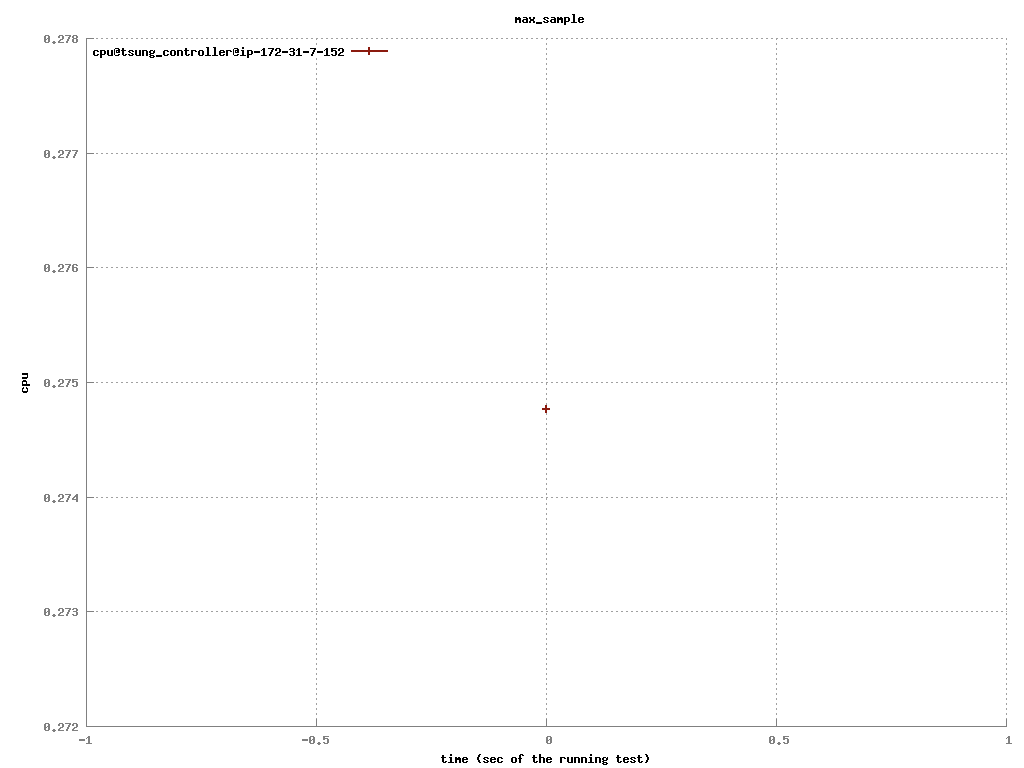 max_sample
0.278
cpu@tsung_controller@ip-172-31-7-152
0.277
0.276
0.275
cpu
0.274
0.273
0.272
-1 -0.5 0 0.5 1
time (sec of the running test)